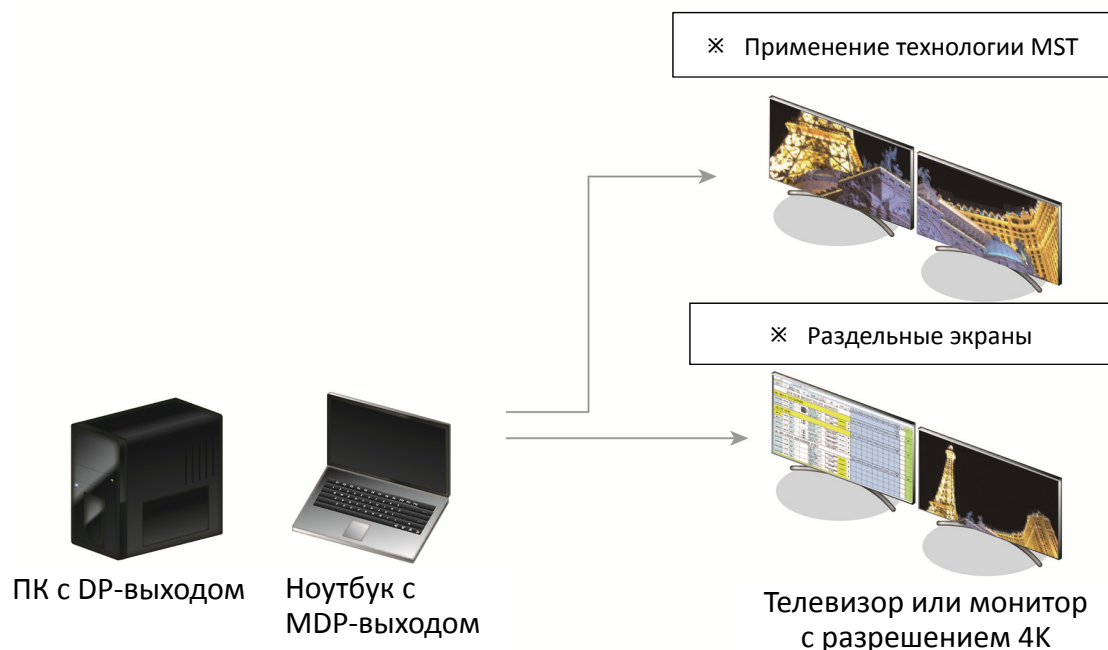 ※ Применение технологии MST
※ Раздельные экраны
ПК с DP-выходом
Ноутбук с
MDP-выходом
Телевизор или монитор
с разрешением 4K